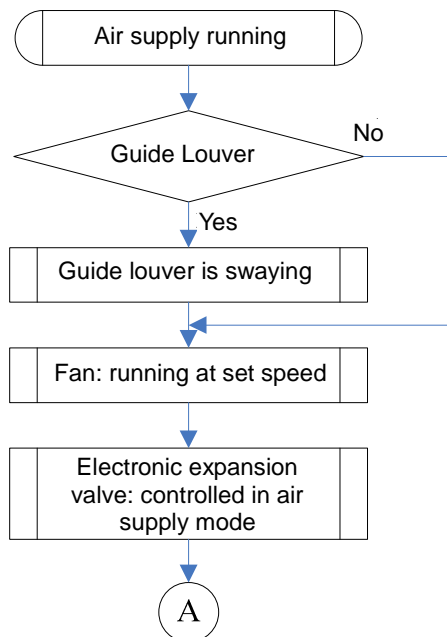 Air supply running
No
Guide Louver
Yes
Guide louver is swaying
Fan: running at set speed
Electronic expansion
valve: controlled in air
supply mode
A